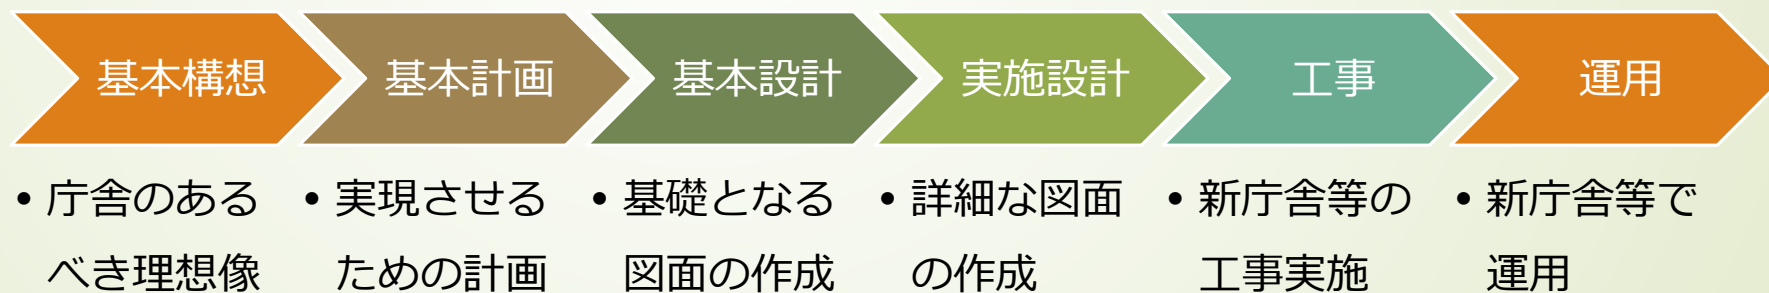 基本構想
基本計画
基本設計
実施設計
工事
運用
• 庁舎のある
べき理想像
• 実現させる
ための計画
• 基礎となる
図面の作成
• 詳細な図面
の作成
• 新庁舎等の
工事実施
• 新庁舎等で
運用